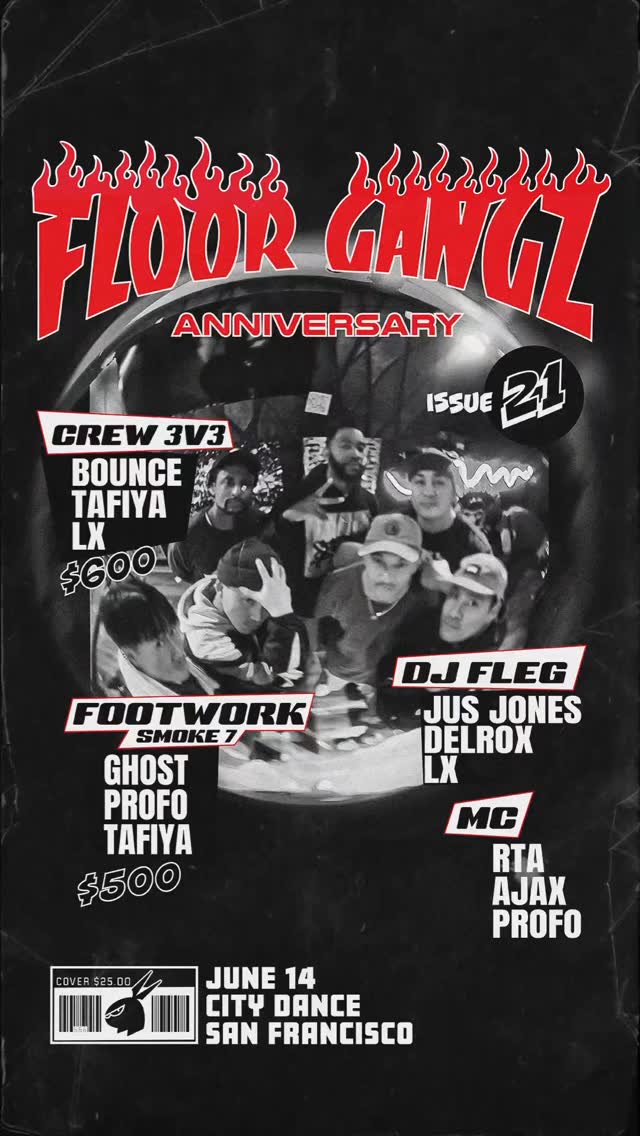 FLOOR GANGZ
ANNIVERSARY
ISSUE 21
CREW 3V3
BOUNCE
TAFIYA
LX
$600
FOOTWORK
SMOKE 7
GHOST
PROFO
TAFIYA
$500
DJ FLEG
JUS JONES
DELROX
LX
MC
RTA
AJAX
PROFO
COVER $25.00
JUNE 14
CITY DANCE
SAN FRANCISCO